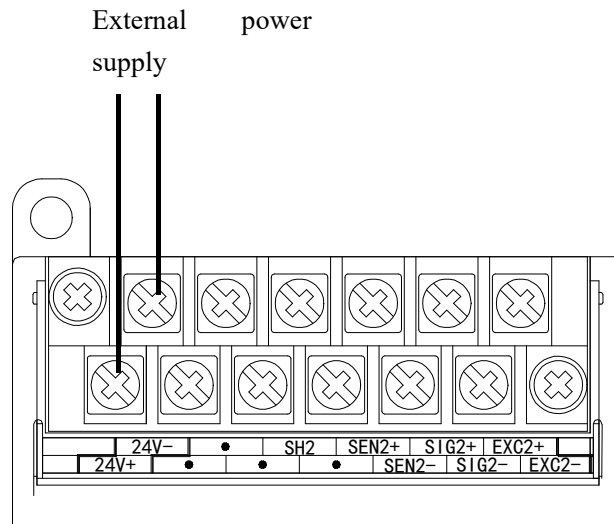 External power
supply
24V- • SH2 SEN2+ SIG2+ EXC2+
24V+ • • • SEN2- SIG2- EXC2-